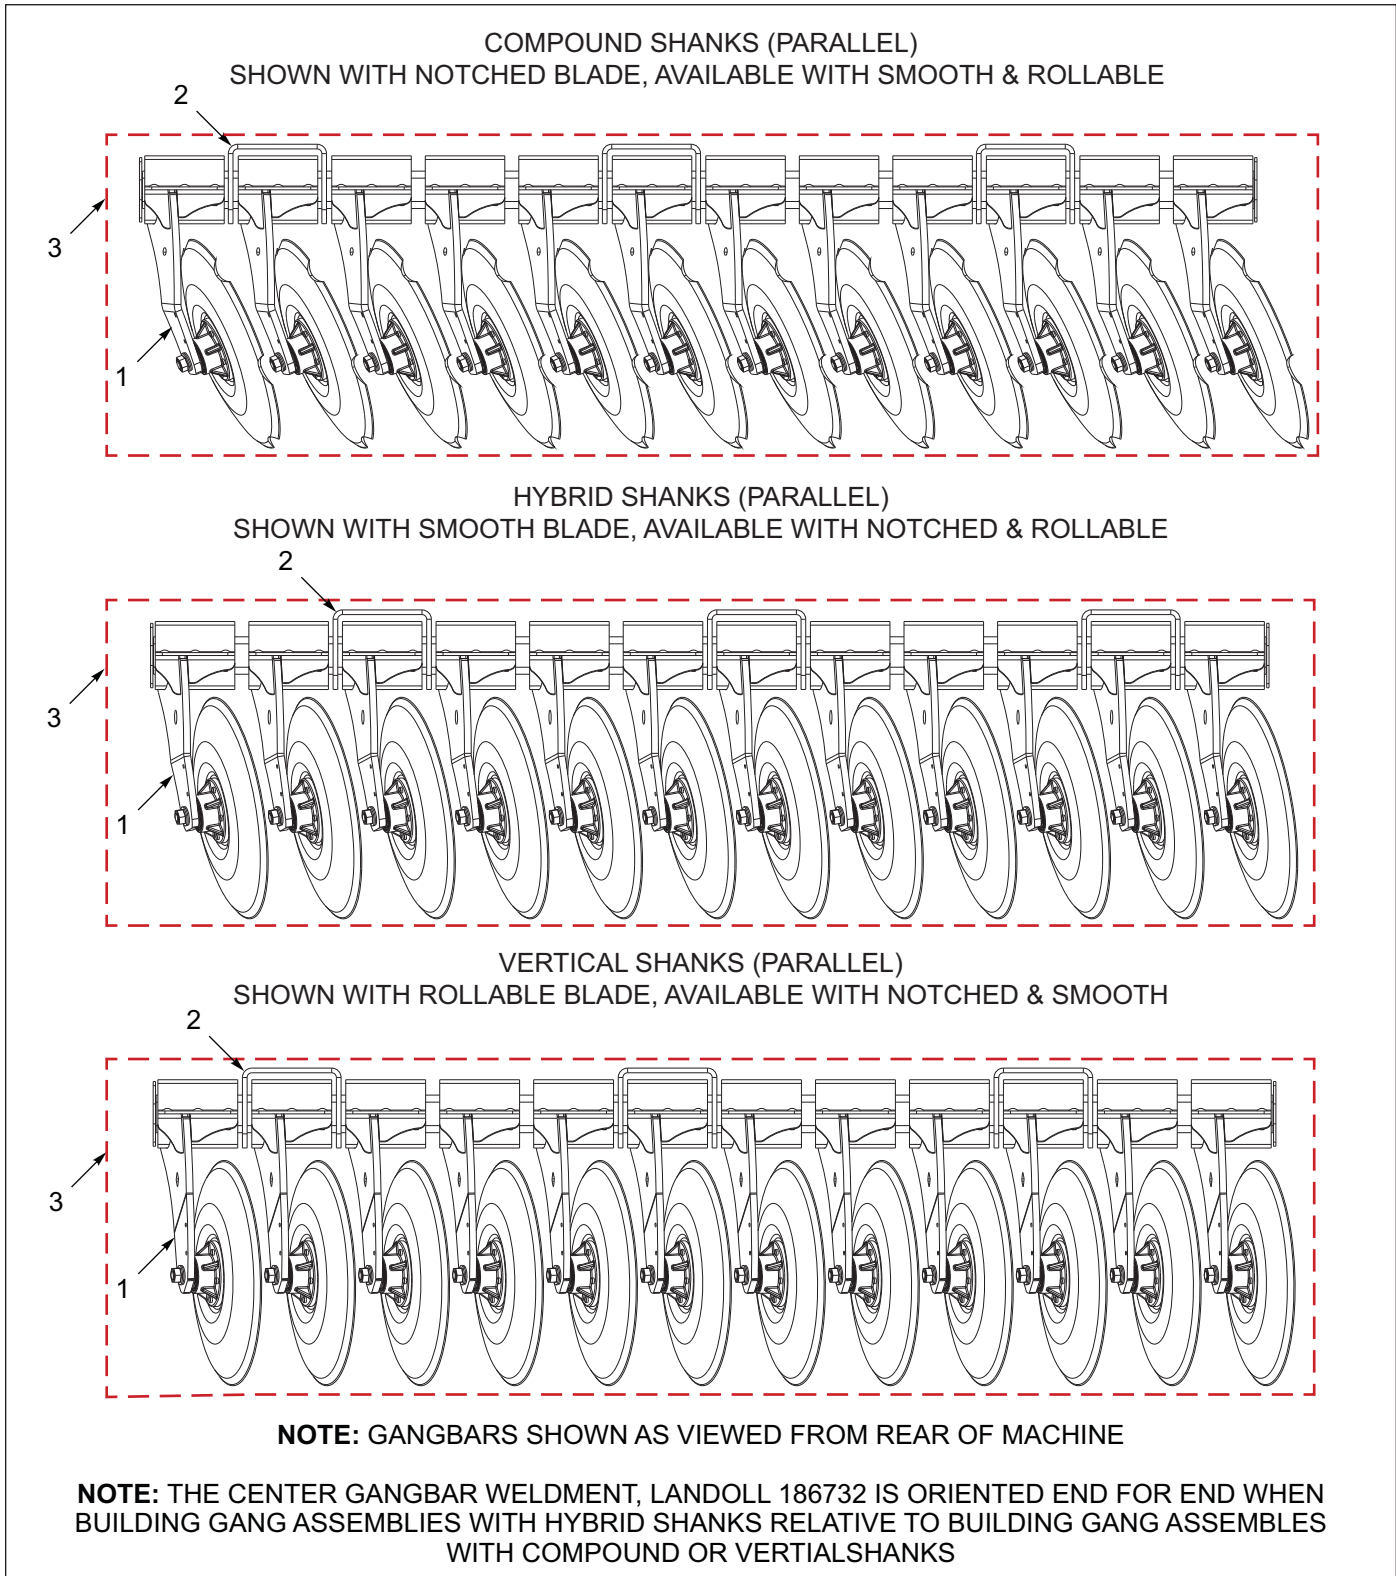 COMPOUND SHANKS (PARALLEL)
SHOWN WITH NOTCHED BLADE, AVAILABLE WITH SMOOTH & ROLLABLE
2
3
1
HYBRID SHANKS (PARALLEL)
SHOWN WITH SMOOTH BLADE, AVAILABLE WITH NOTCHED & ROLLABLE
2
3
1
VERTICAL SHANKS (PARALLEL)
SHOWN WITH ROLLABLE BLADE, AVAILABLE WITH NOTCHED & SMOOTH
2
3
1
NOTE: GANGBARS SHOWN AS VIEWED FROM REAR OF MACHINE
NOTE: THE CENTER GANGBAR WELDMENT, LANDOLL 186732 IS ORIENTED END FOR END WHEN
BUILDING GANG ASSEMBLIES WITH HYBRID SHANKS RELATIVE TO BUILDING GANG ASSEMBLES
WITH COMPOUND OR VERTIALSHANKS